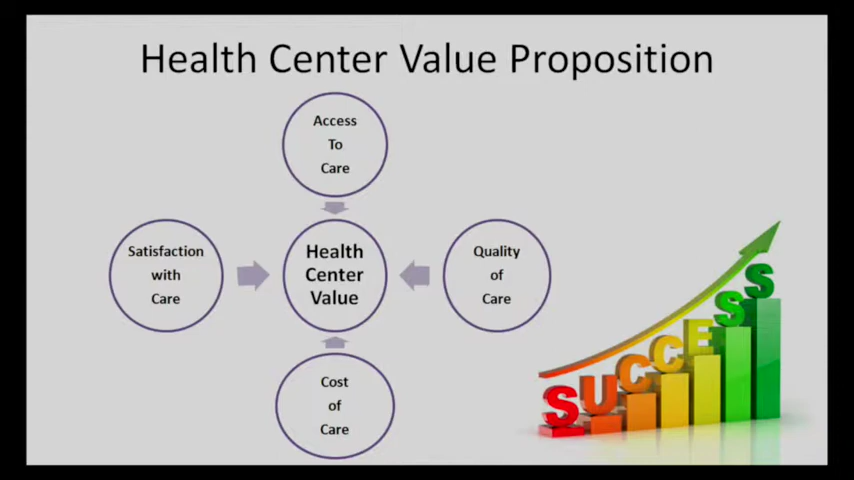 Health Center Value Proposition
Access
To
Care
Satisfaction
with
Care
Health
Center
Value
Quality
of
Care
Cost
of
Care
SUCCESS